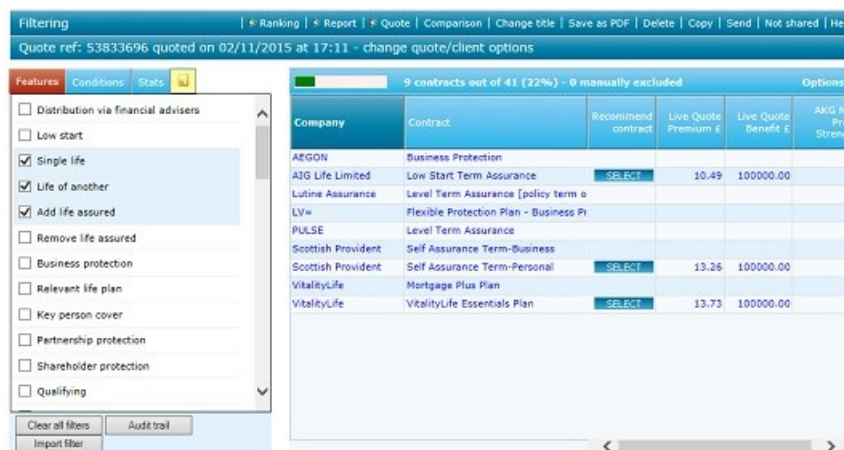 Filtering | Ranking | Report | Quote | Comparison | Change title | Save as PDF | Delete | Copy | Send | Not shared | He
Quote ref: 53833696 quoted on 02/11/2015 at 17:11 - change quote/client options
Features Conditions Stats
Distribution via financial advisers
Low start
Single life
Life of another
Add life assured
Remove life assured
Business protection
Relevant life plan
Key person cover
Partnership protection
Shareholder protection
Qualifying
Clear all filters Audit trail
Import filter
9 contracts out of 41 (22%) - 0 manually excluded Options
Company Contract Recommend contract Live Quote Premium £ Live Quote Benefit £ AKG N Pr Stren
AEGON Business Protection
AIG Life Limited Low Start Term Assurance SELECT 10.49 100000.00
Lutine Assurance Level Term Assurance [policy term o
LV= Flexible Protection Plan - Business Pr
PULSE Level Term Assurance
Scottish Provident Self Assurance Term-Business
Scottish Provident Self Assurance Term-Personal SELECT 13.26 100000.00
VitalityLife Mortgage Plus Plan
VitalityLife VitalityLife Essentials Plan SELECT 13.73 100000.00